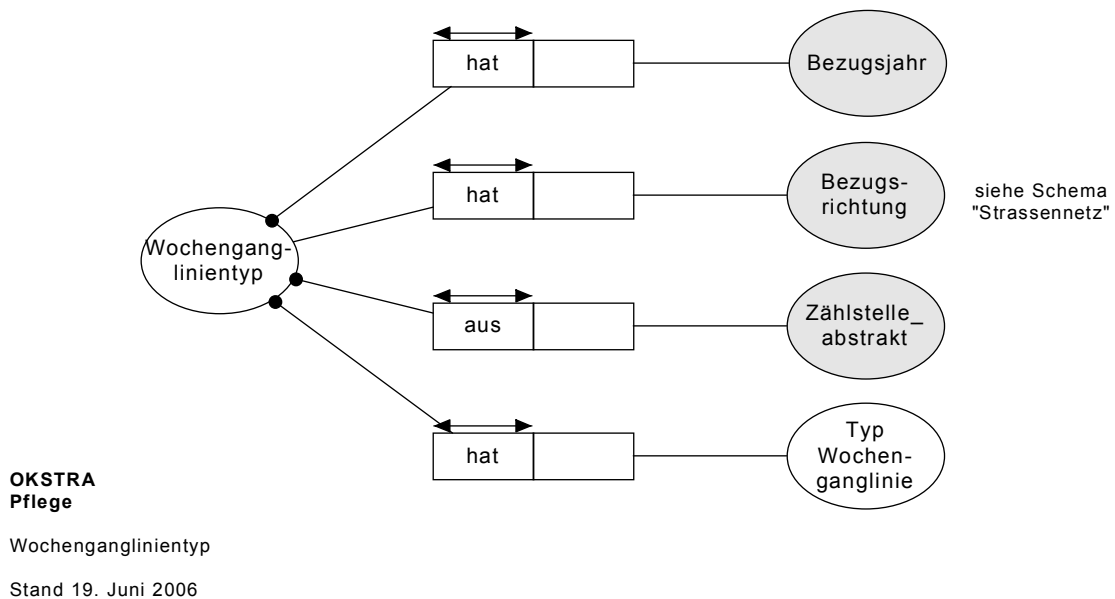 hat
Bezugsjahr
hat
Bezugs-
richtung
siehe Schema
"Strassennetz"
Wochengang-
linientyp
aus
Zählstelle_
abstrakt
hat
Typ
Wochen-
ganglinie
OKSTRA
Pflege
Wochenganglinientyp
Stand 19. Juni 2006